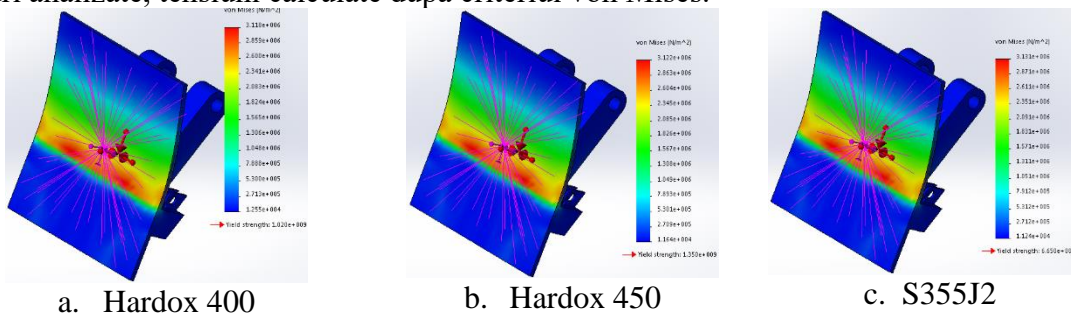 analizate, tensiuni calculate după criteriul von Mises.
von Mises (N/m^2)
3.118e+006
2.859e+006
2.600e+006
2.341e+006
2.083e+006
1.824e+006
1.565e+006
1.306e+006
1.048e+006
7.888e+005
5.300e+005
2.713e+005
1.255e+004
Yield strength: 1.020e+009
a. Hardox 400
von Mises (N/m^2)
3.122e+006
2.863e+006
2.604e+006
2.345e+006
2.085e+006
1.826e+006
1.567e+006
1.308e+006
1.049e+006
7.893e+005
5.301e+005
2.709e+005
1.164e+004
Yield strength: 1.350e+009
b. Hardox 450
von Mises (N/m^2)
3.131e+006
2.871e+006
2.611e+006
2.351e+006
2.091e+006
1.831e+006
1.571e+006
1.311e+006
1.051e+006
7.912e+005
5.312e+005
2.712e+005
1.124e+004
Yield strength:
c. S355J2